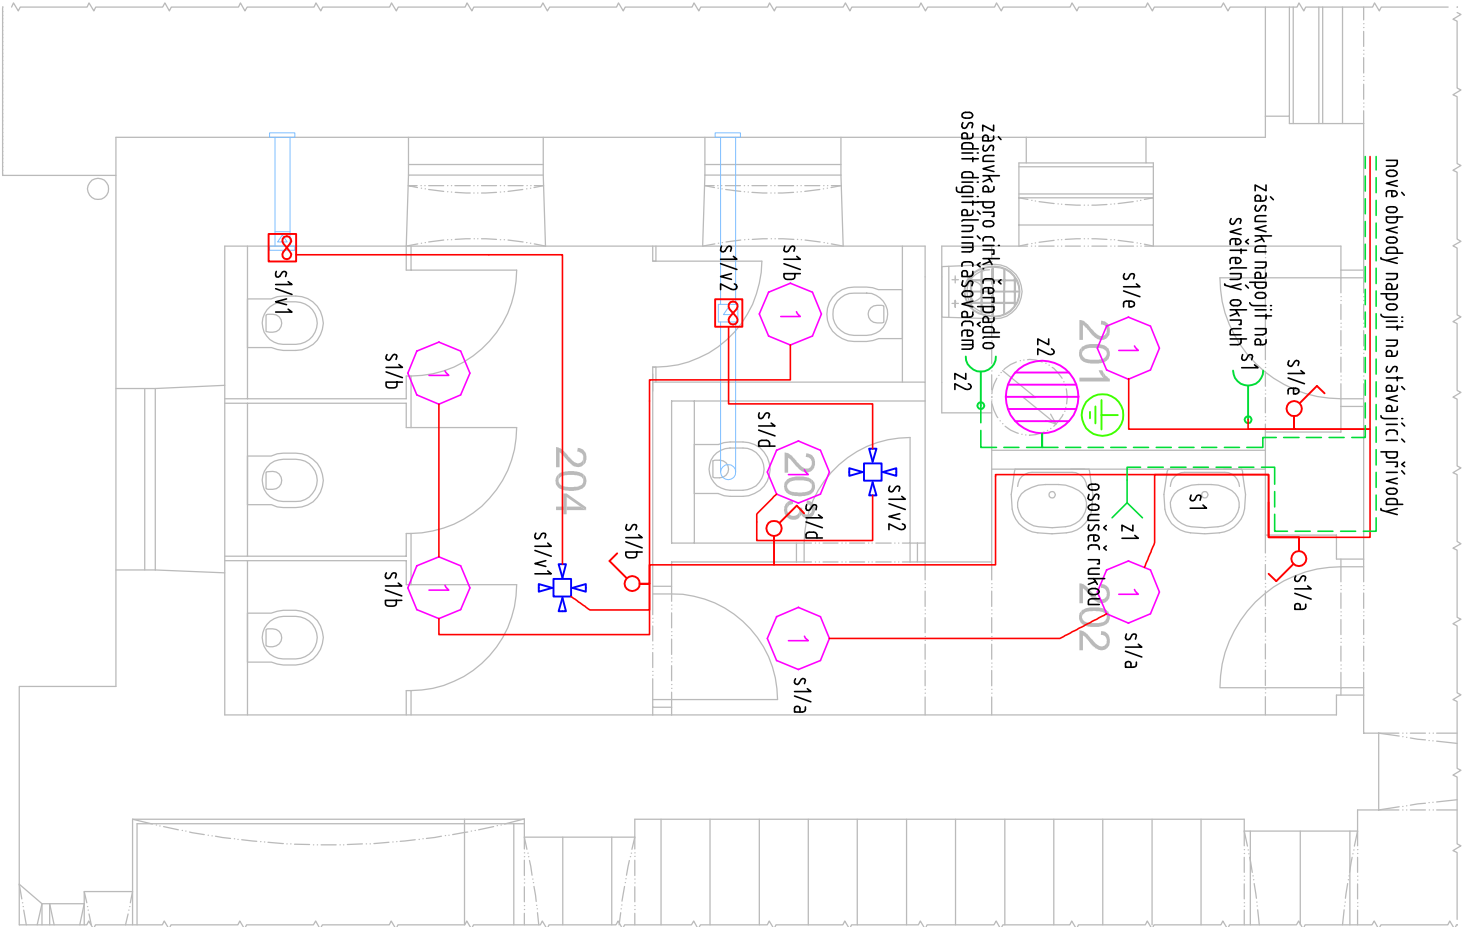 nové obvody napojit na stávající přívody
zásuvku napojit na
světelný okruh
s1
s1/e
s1/a
s1/e
1
201
z2
zásuvka pro cirk. čerpadlo
osadit digitálním časovačem
z2
s1
z1
osoušeč rukou
1
202
s1/a
s1/v2
s1/b
1
s1/v2
s1/d
1
203
s1/d
1
s1/a
s1/b
204
s1/v1
s1/b
1
s1/b
1
s1/v1